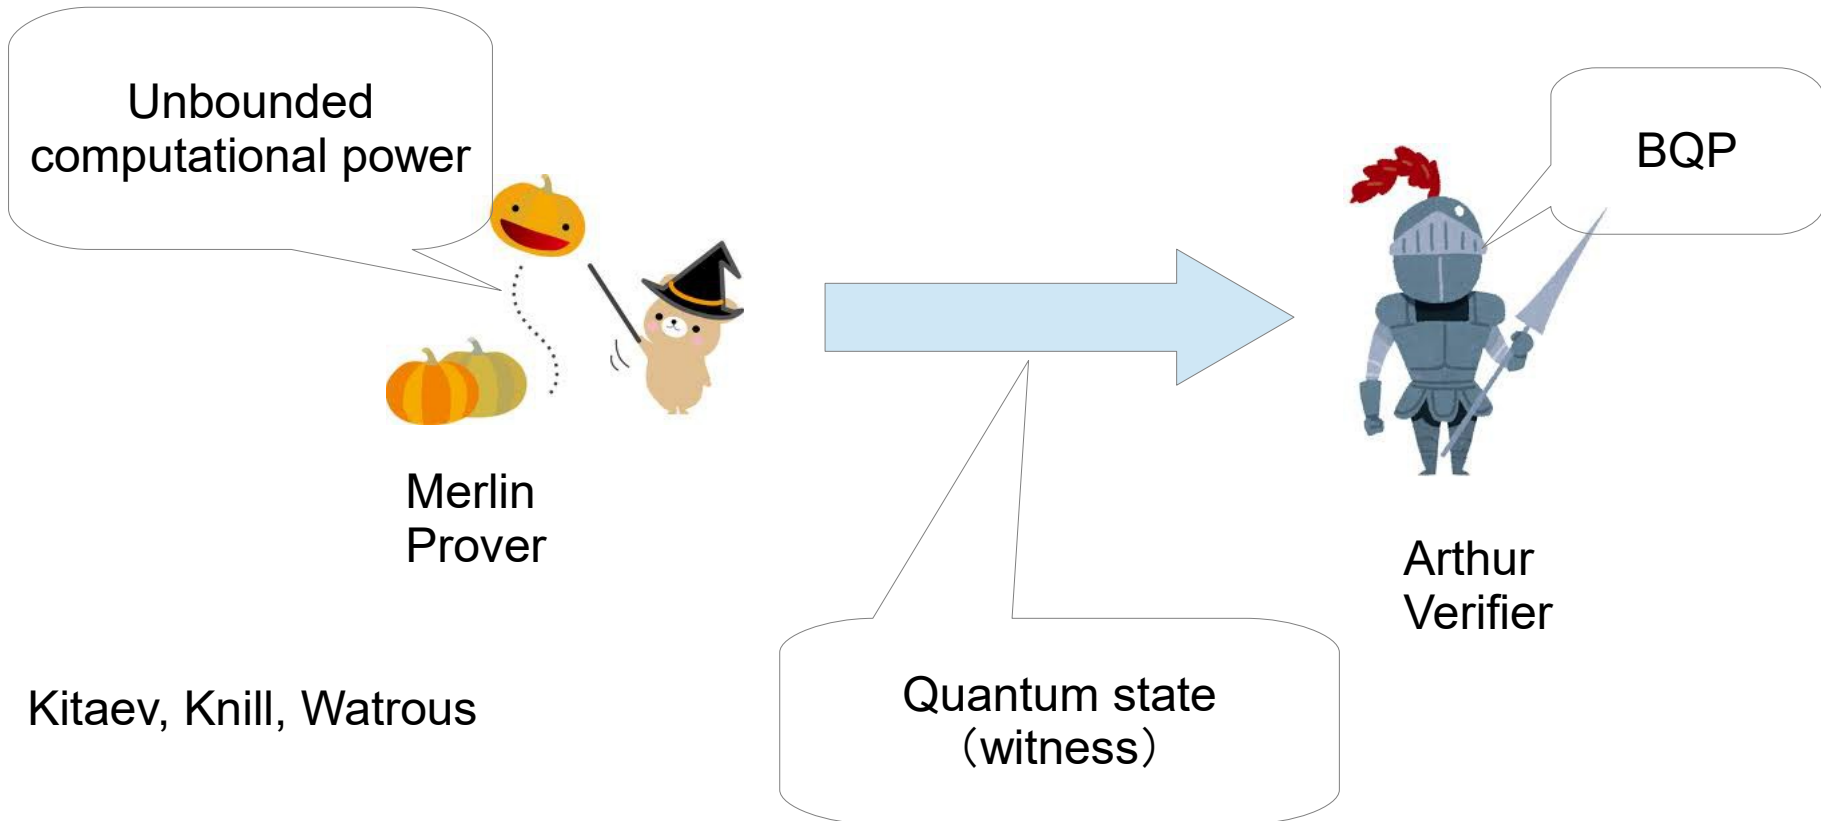 Unbounded
computational power
BQP
Merlin
Prover
Arthur
Verifier
Quantum state
（witness）
Kitaev, Knill, Watrous